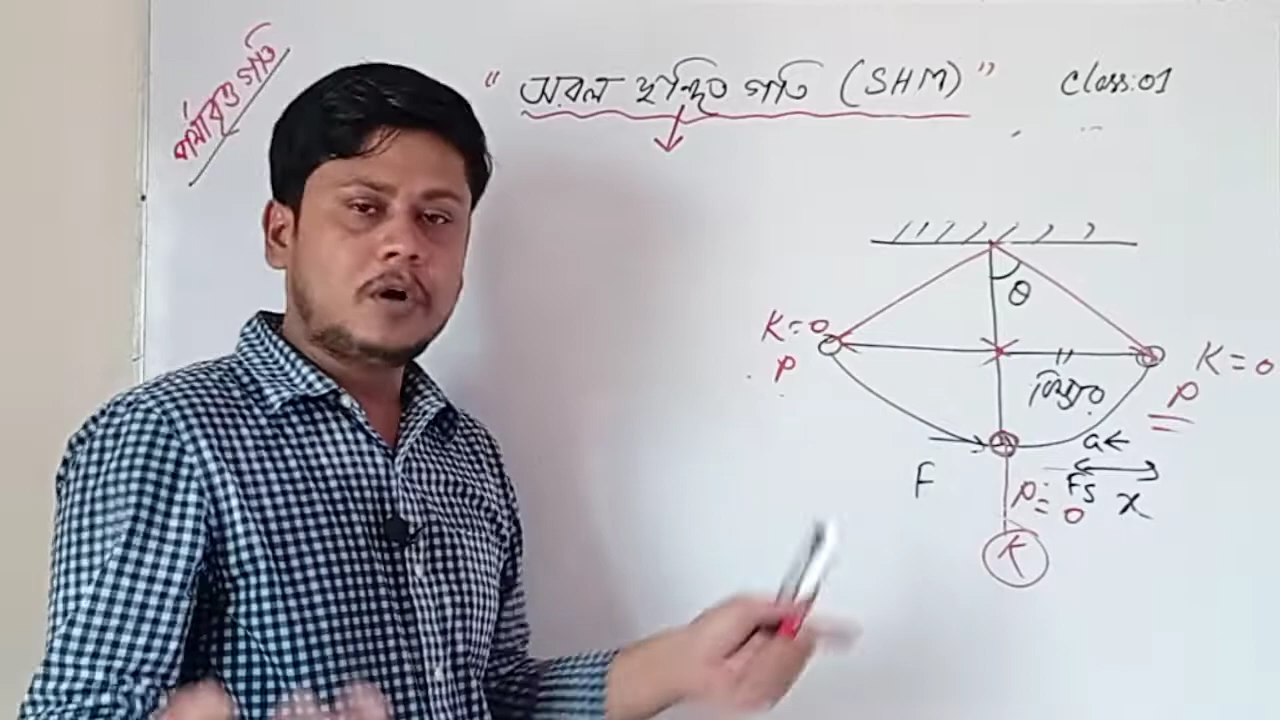 পর্যাবৃত্ত গতি
" সরল ছন্দিত গতি (SHM) "
Class:01
θ
K=0
P
K=0
P
বিস্তার
a
F
Fs
x
P=0
K